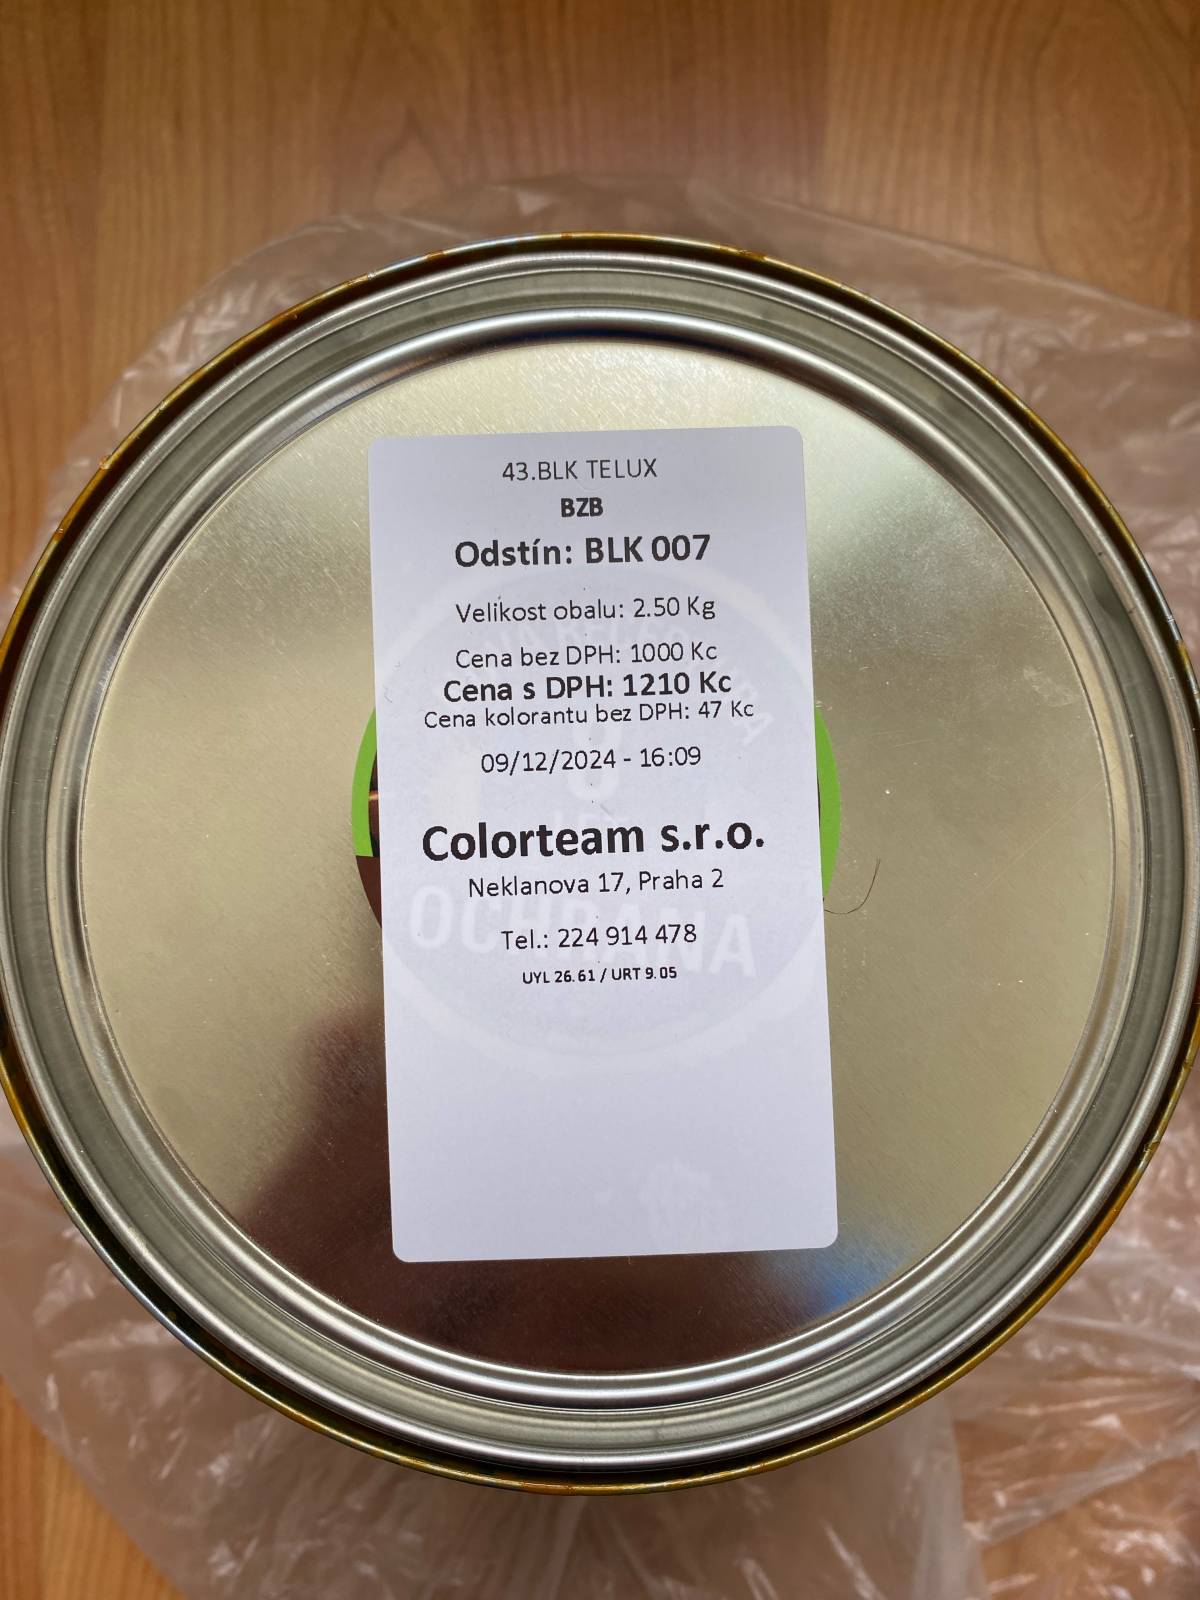 43.BLK TELUX
BZB
Odstín: BLK 007
Velikost obalu: 2.50 Kg
Cena bez DPH: 1000 Kc
Cena s DPH: 1210 Kc
Cena kolorantu bez DPH: 47 Kc
09/12/2024 - 16:09
Colorteam s.r.o.
Neklanova 17, Praha 2
OCHRANA
Tel.: 224 914 478
UYL 26.61 / URT 9.05